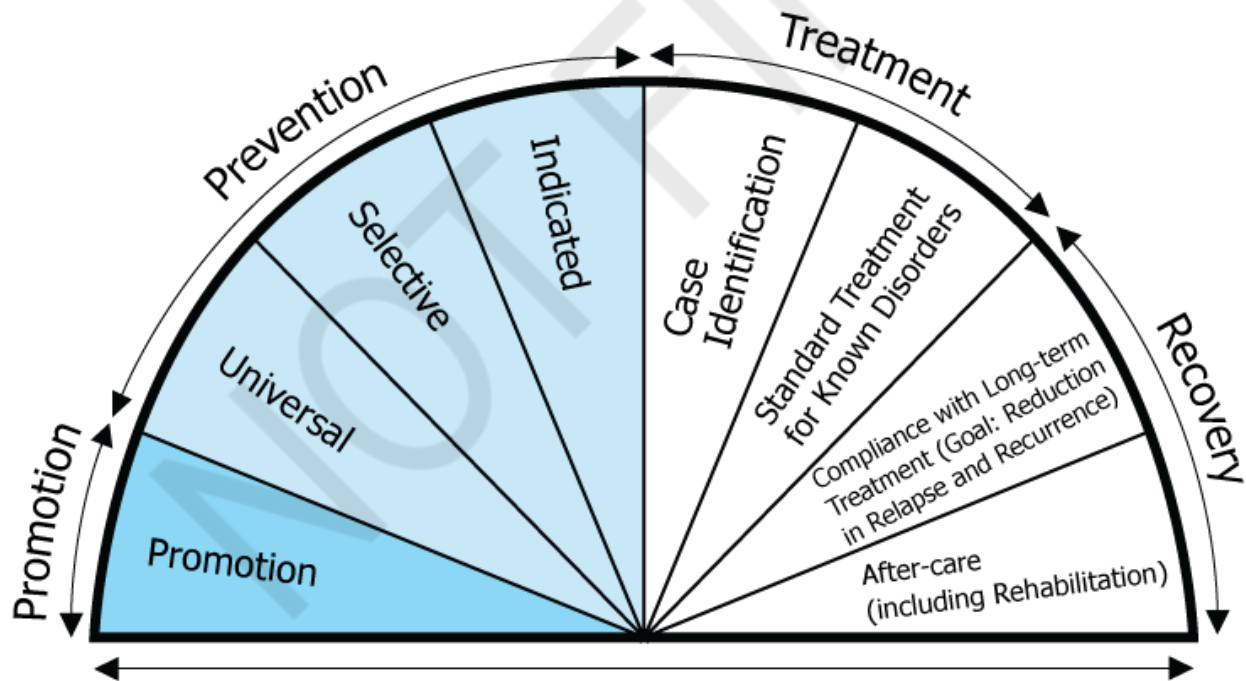 Promotion
Prevention
Treatment
Recovery
Promotion
Universal
Selective
Indicated
Case
Identification
Standard Treatment
for Known Disorders
Compliance with Long-term
Treatment (Goal: Reduction
in Relapse and Recurrence)
After-care
(including Rehabilitation)
NOT